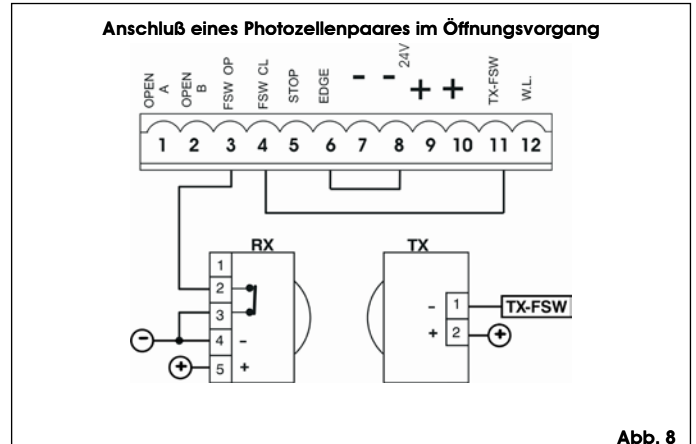 Anschluß eines Photozellenpaares im Öffnungsvorgang
OPEN A
OPEN B
FSW OP
FSW CL
STOP
EDGE
- - 24V
+ +
TX-FSW
W.L.
1 2 3 4 5 6 7 8 9 10 11 12
RX
TX
1
2
3
4 -
5 +
- 1 TX-FSW
+ 2 +
-
+
Abb. 8